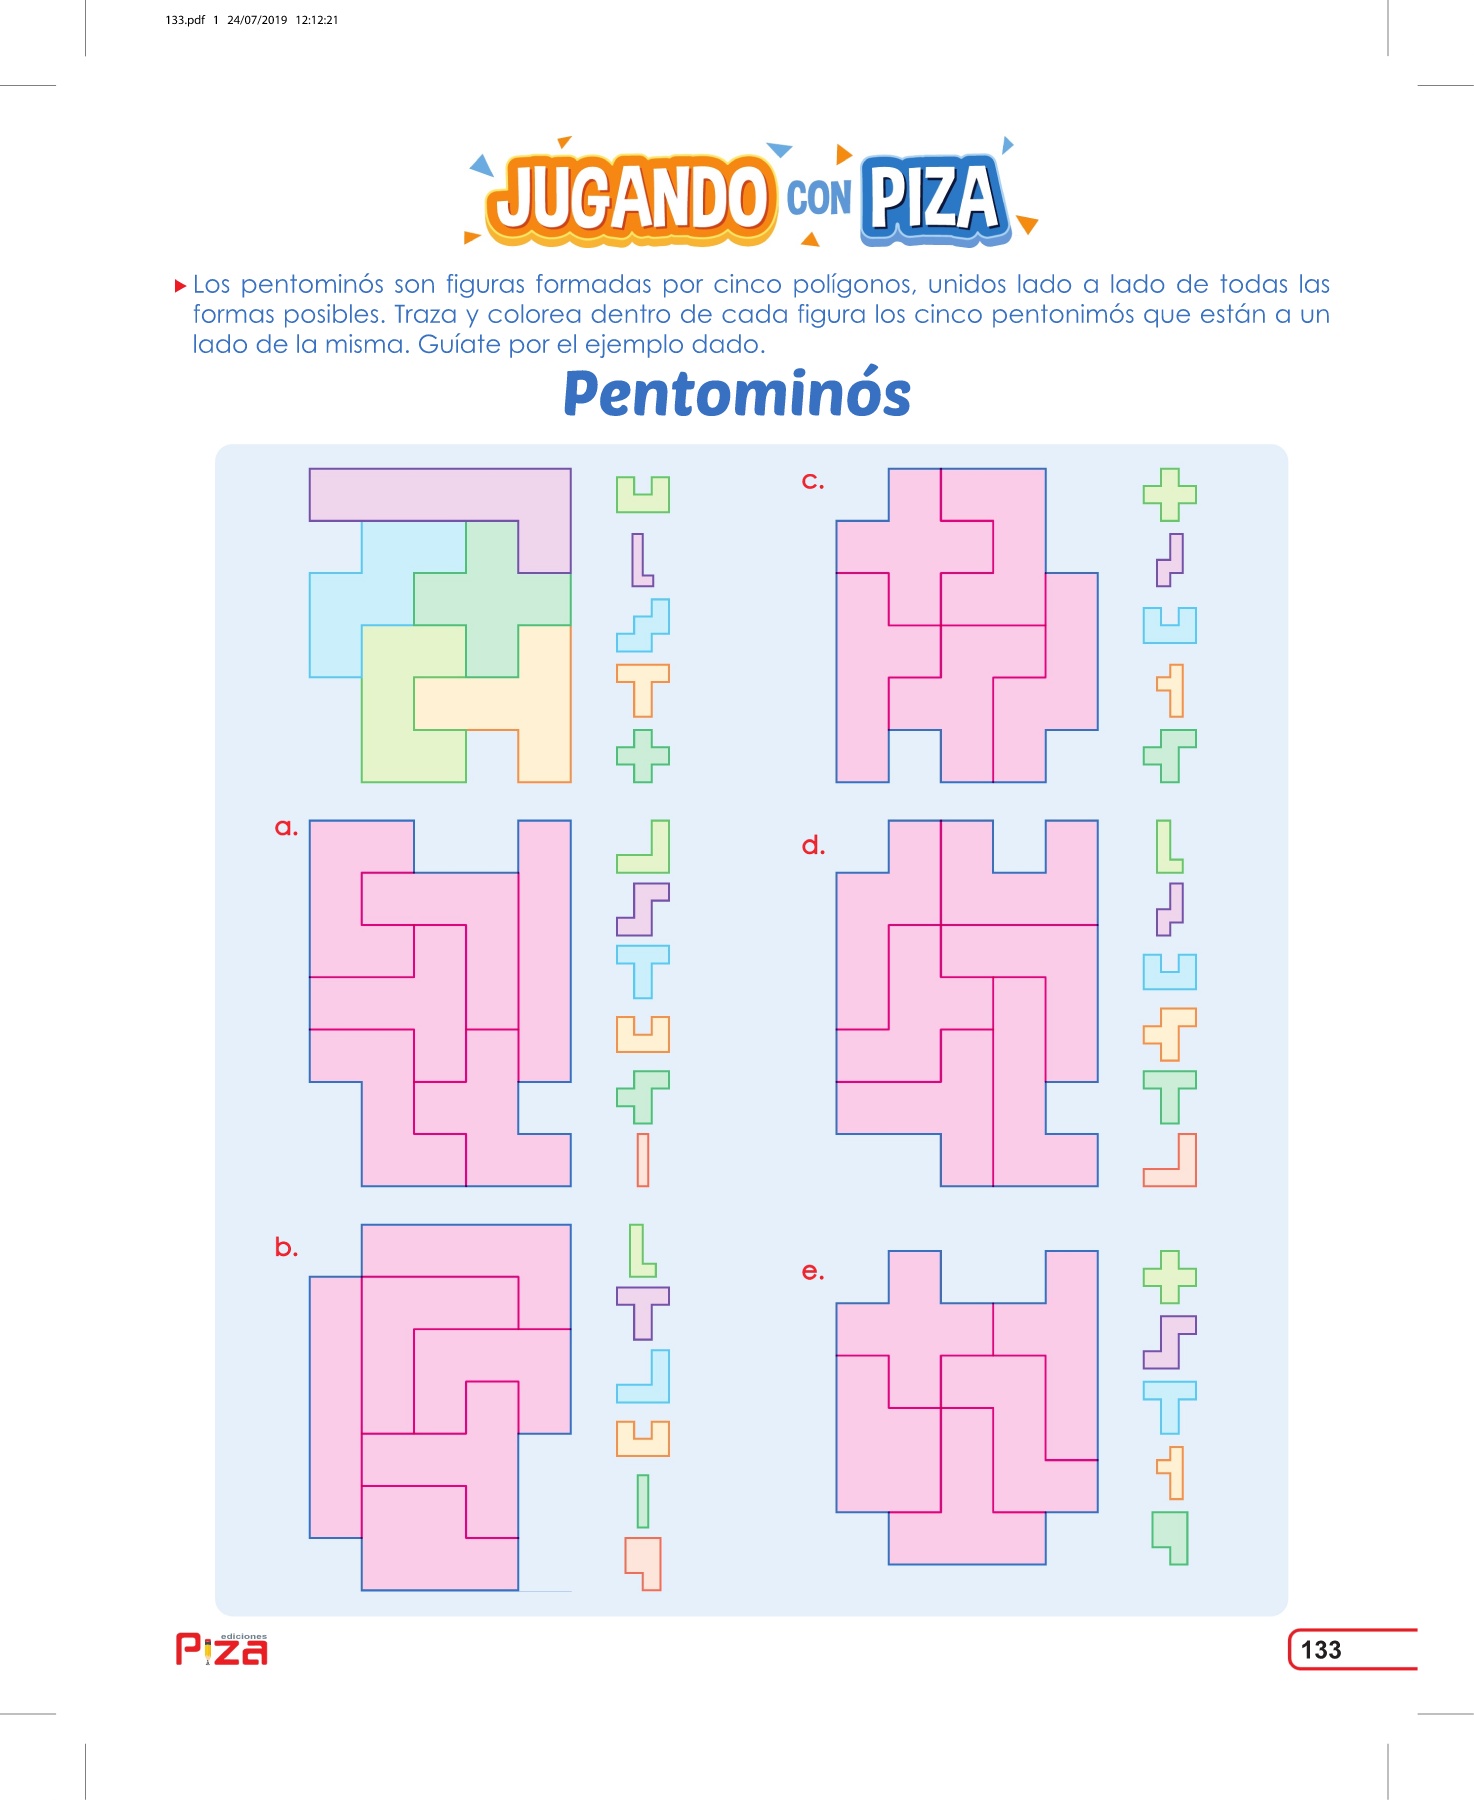 133.pdf 1 24/07/2019 12:12:21
JUGANDO CON PIZA
Los pentominós son figuras formadas por cinco polígonos, unidos lado a lado de todas las
formas posibles. Traza y colorea dentro de cada figura los cinco pentonimós que están a un
lado de la misma. Guíate por el ejemplo dado.
Pentominós
c.
a.
d.
b.
e.
ediciones
Piza
133